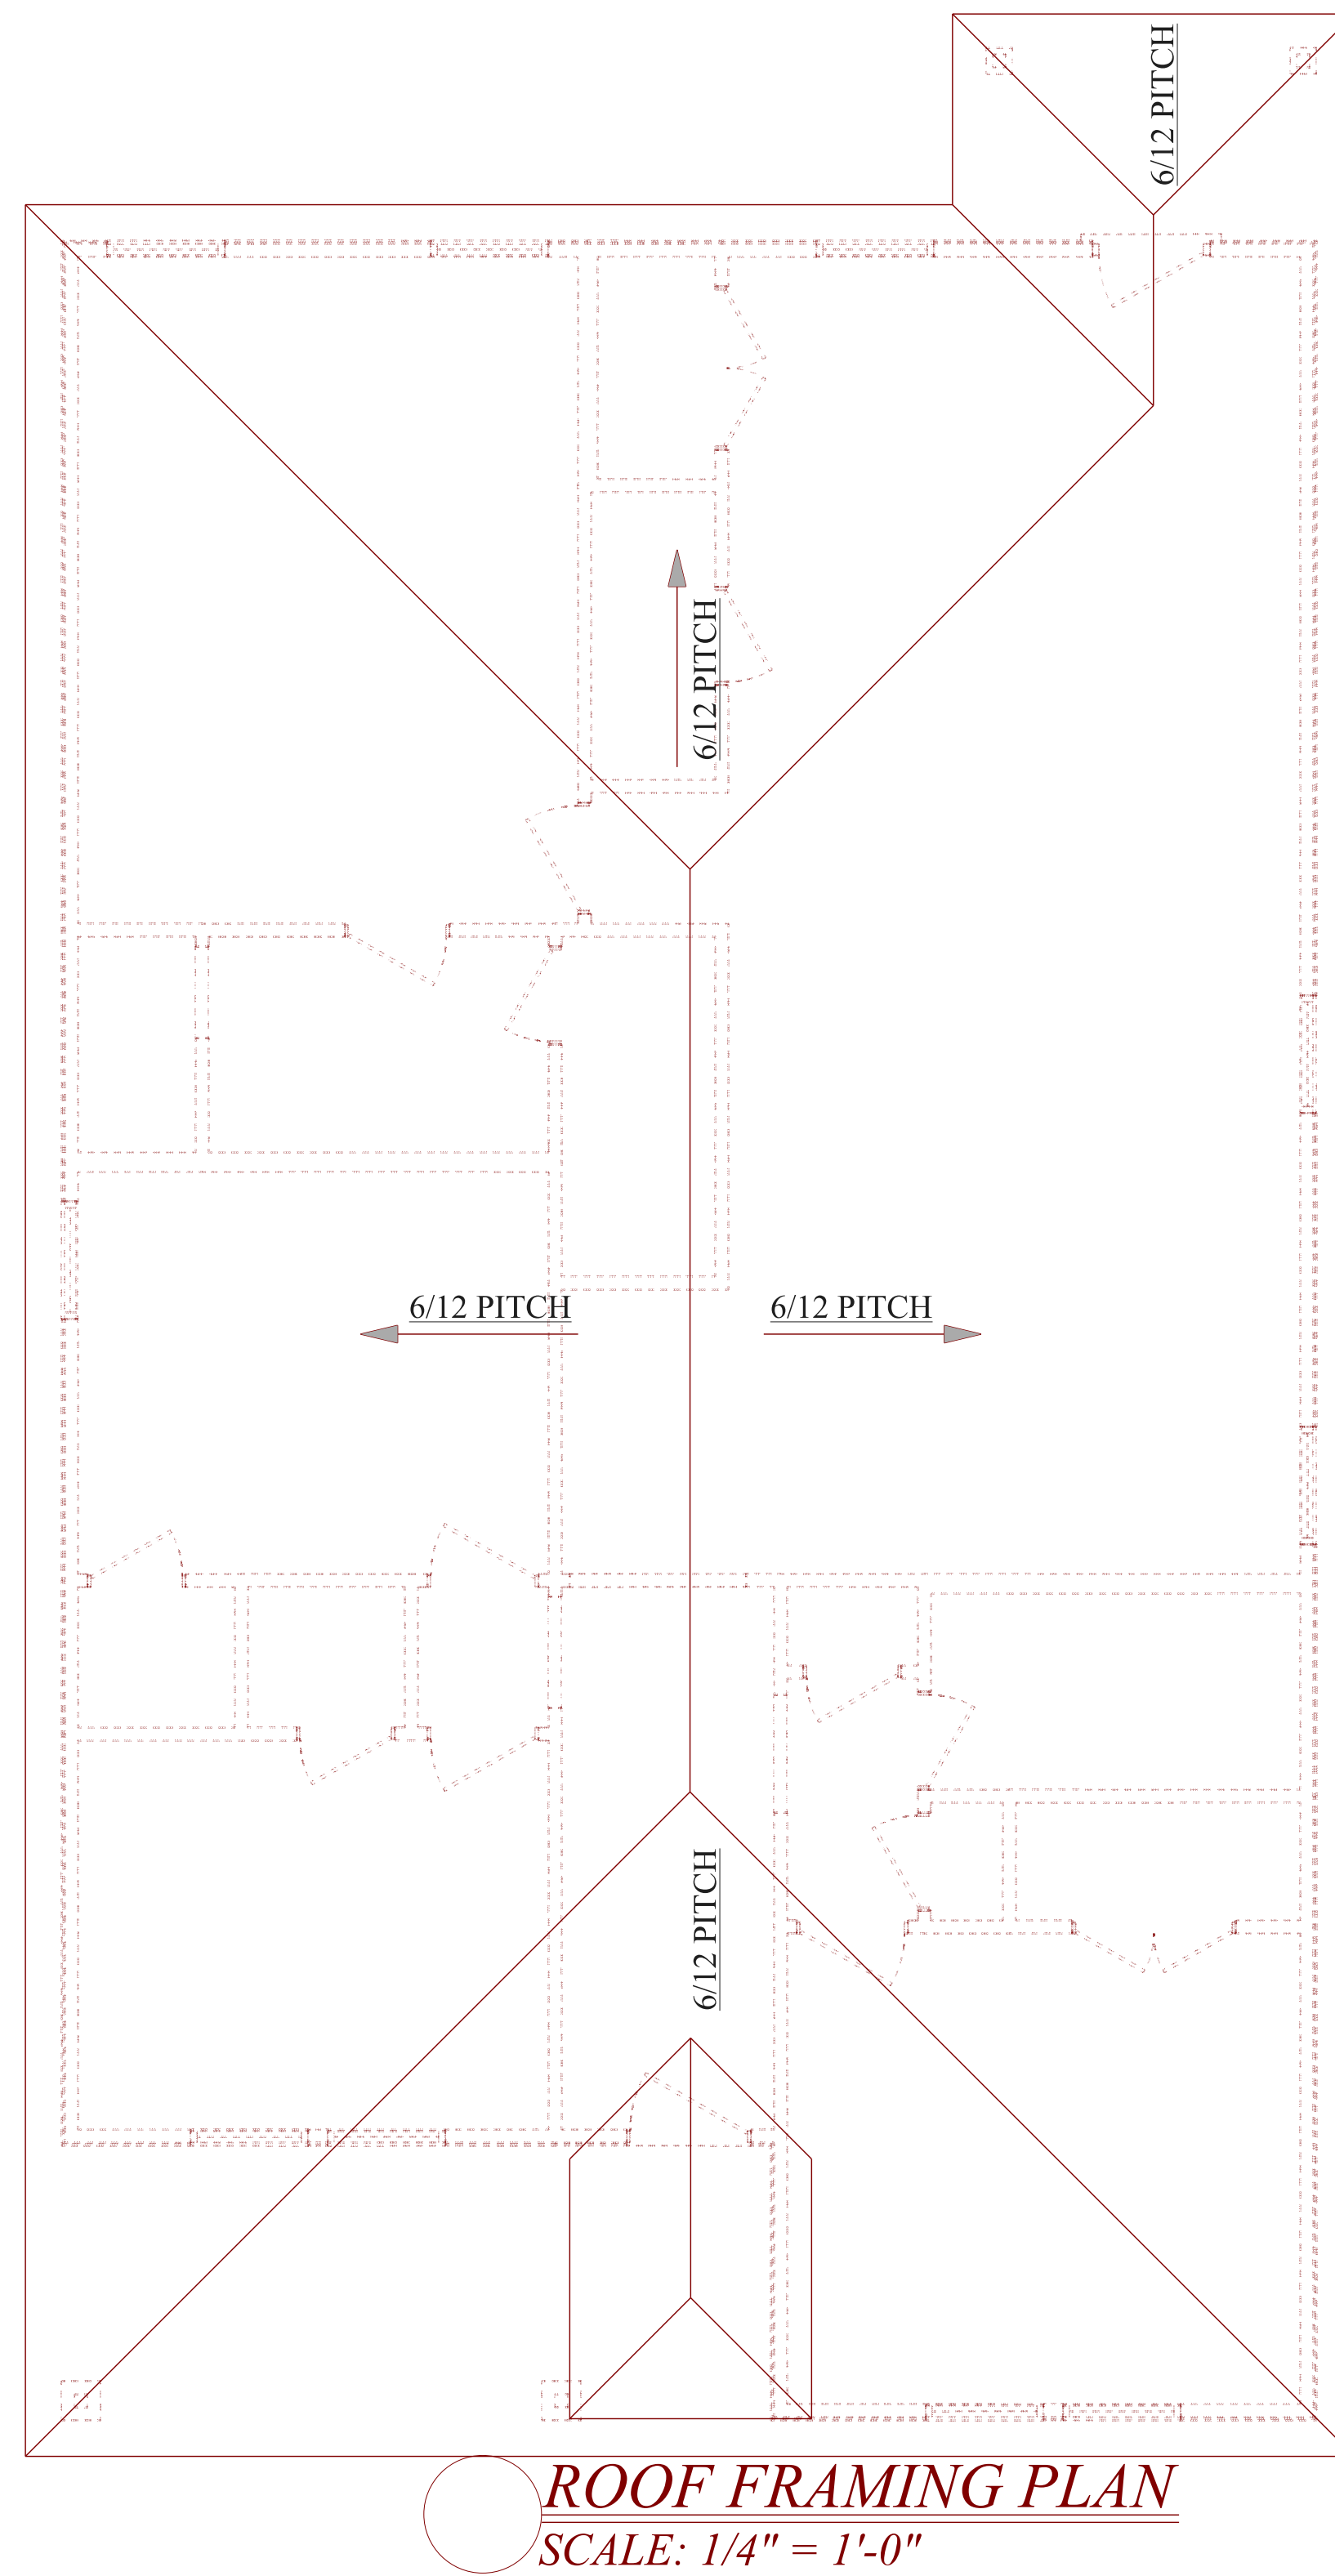 6/12 PITCH
6/12 PITCH
6/12 PITCH
6/12 PITCH
6/12 PITCH
ROOF FRAMING PLAN
SCALE: 1/4" = 1'-0"